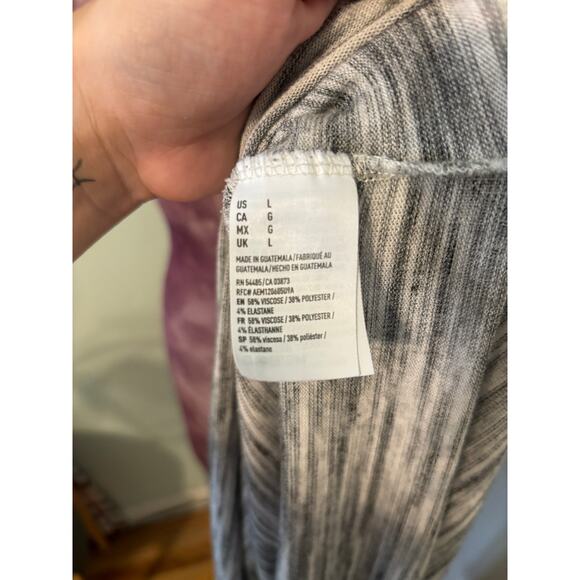 US L
CA G
MX G
UK L
MADE IN GUATEMALA/FABRIQUÉ AU
GUATEMALA/HECHO EN GUATEMALA
RN 54485/CA 03873
RFC# AEM120685U9A
EN 58% VISCOSE / 38% POLYESTER /
4% ELASTANE
FR 58% VISCOSE / 38% POLYESTER /
4% ÉLASTHANNE
SP 58% viscosa / 38% poliéster /
4% elastano